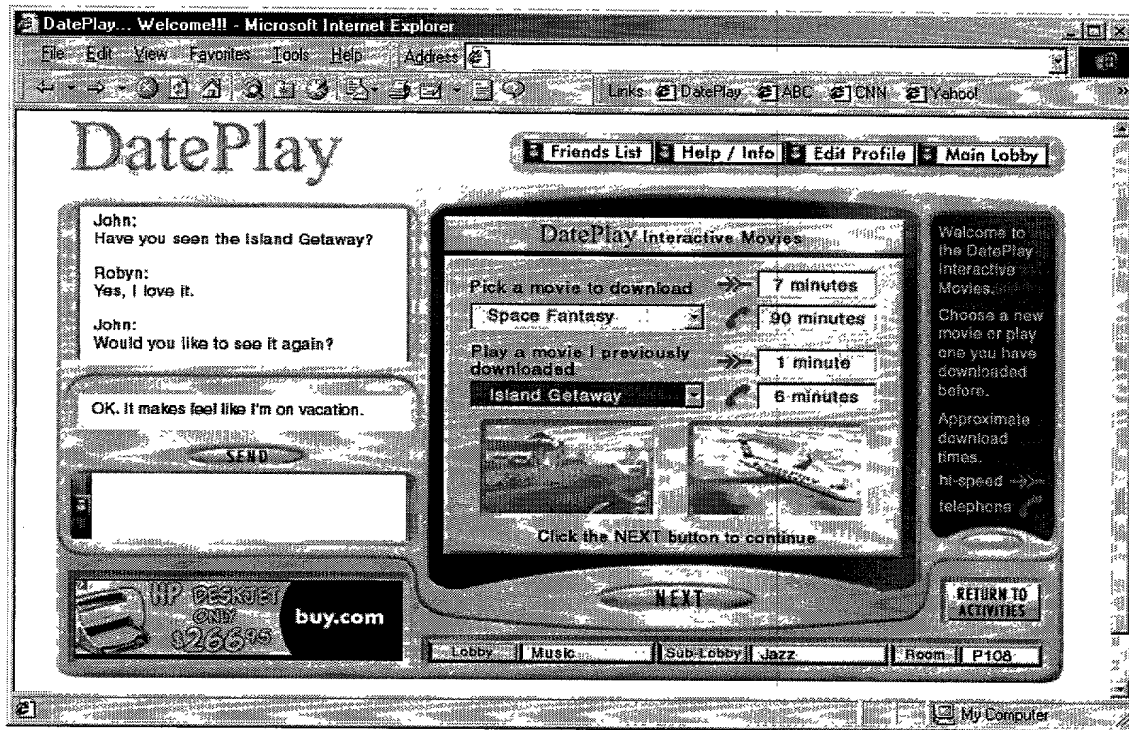 DatePlay... Welcome!!! - Microsoft Internet Explorer
File Edit View Favorites Tools Help Address
Links DatePlay ABC CNN Yahoo!
DatePlay
Friends List Help / Info Edit Profile Main Lobby
John:
Have you seen the Island Getaway?
Robyn:
Yes, I love it.
John:
Would you like to see it again?
OK. It makes feel like I'm on vacation.
SEND
HP DESKJET
ONLY
$266.95
buy.com
DatePlay Interactive Movies
Pick a movie to download
7 minutes
Space Fantasy
90 minutes
Play a movie I previously
downloaded
1 minute
Island Getaway
6 minutes
Click the NEXT button to continue
NEXT
Welcome to
the DatePlay
Interactive
Movies.
Choose a new
movie or play
one you have
downloaded
before.
Approximate
download
times.
hi-speed
telephone
RETURN TO
ACTIVITIES
Lobby Music Sub-Lobby Jazz Room P108
My Computer